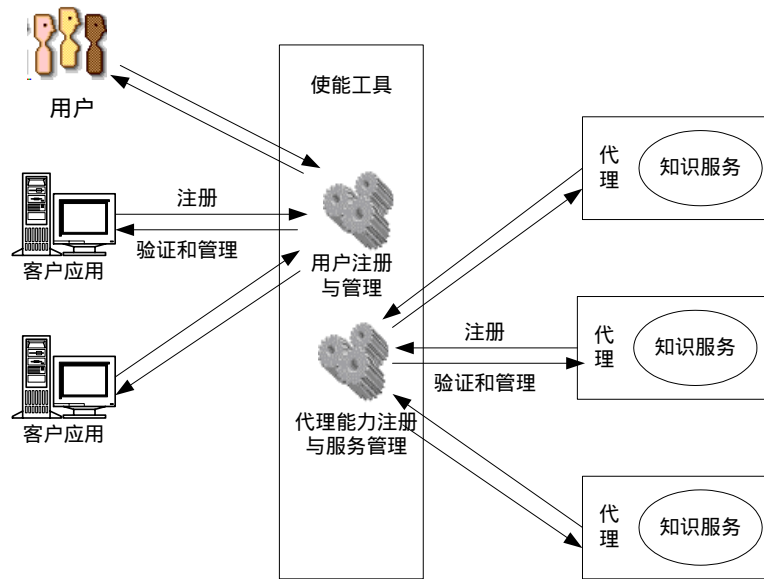 用户
使能工具
注册
验证和管理
客户应用
客户应用
用户注册
与管理
代理能力注册
与服务管理
注册
验证和管理
代
理
知识服务
代
理
知识服务
代
理
知识服务